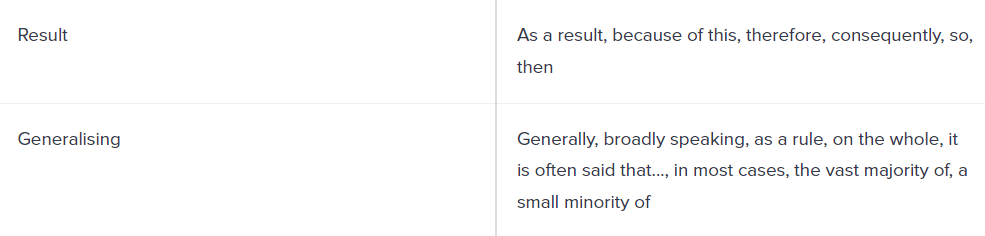 Result
As a result, because of this, therefore, consequently, so,
then
Generalising
Generally, broadly speaking, as a rule, on the whole, it
is often said that..., in most cases, the vast majority of, a
small minority of